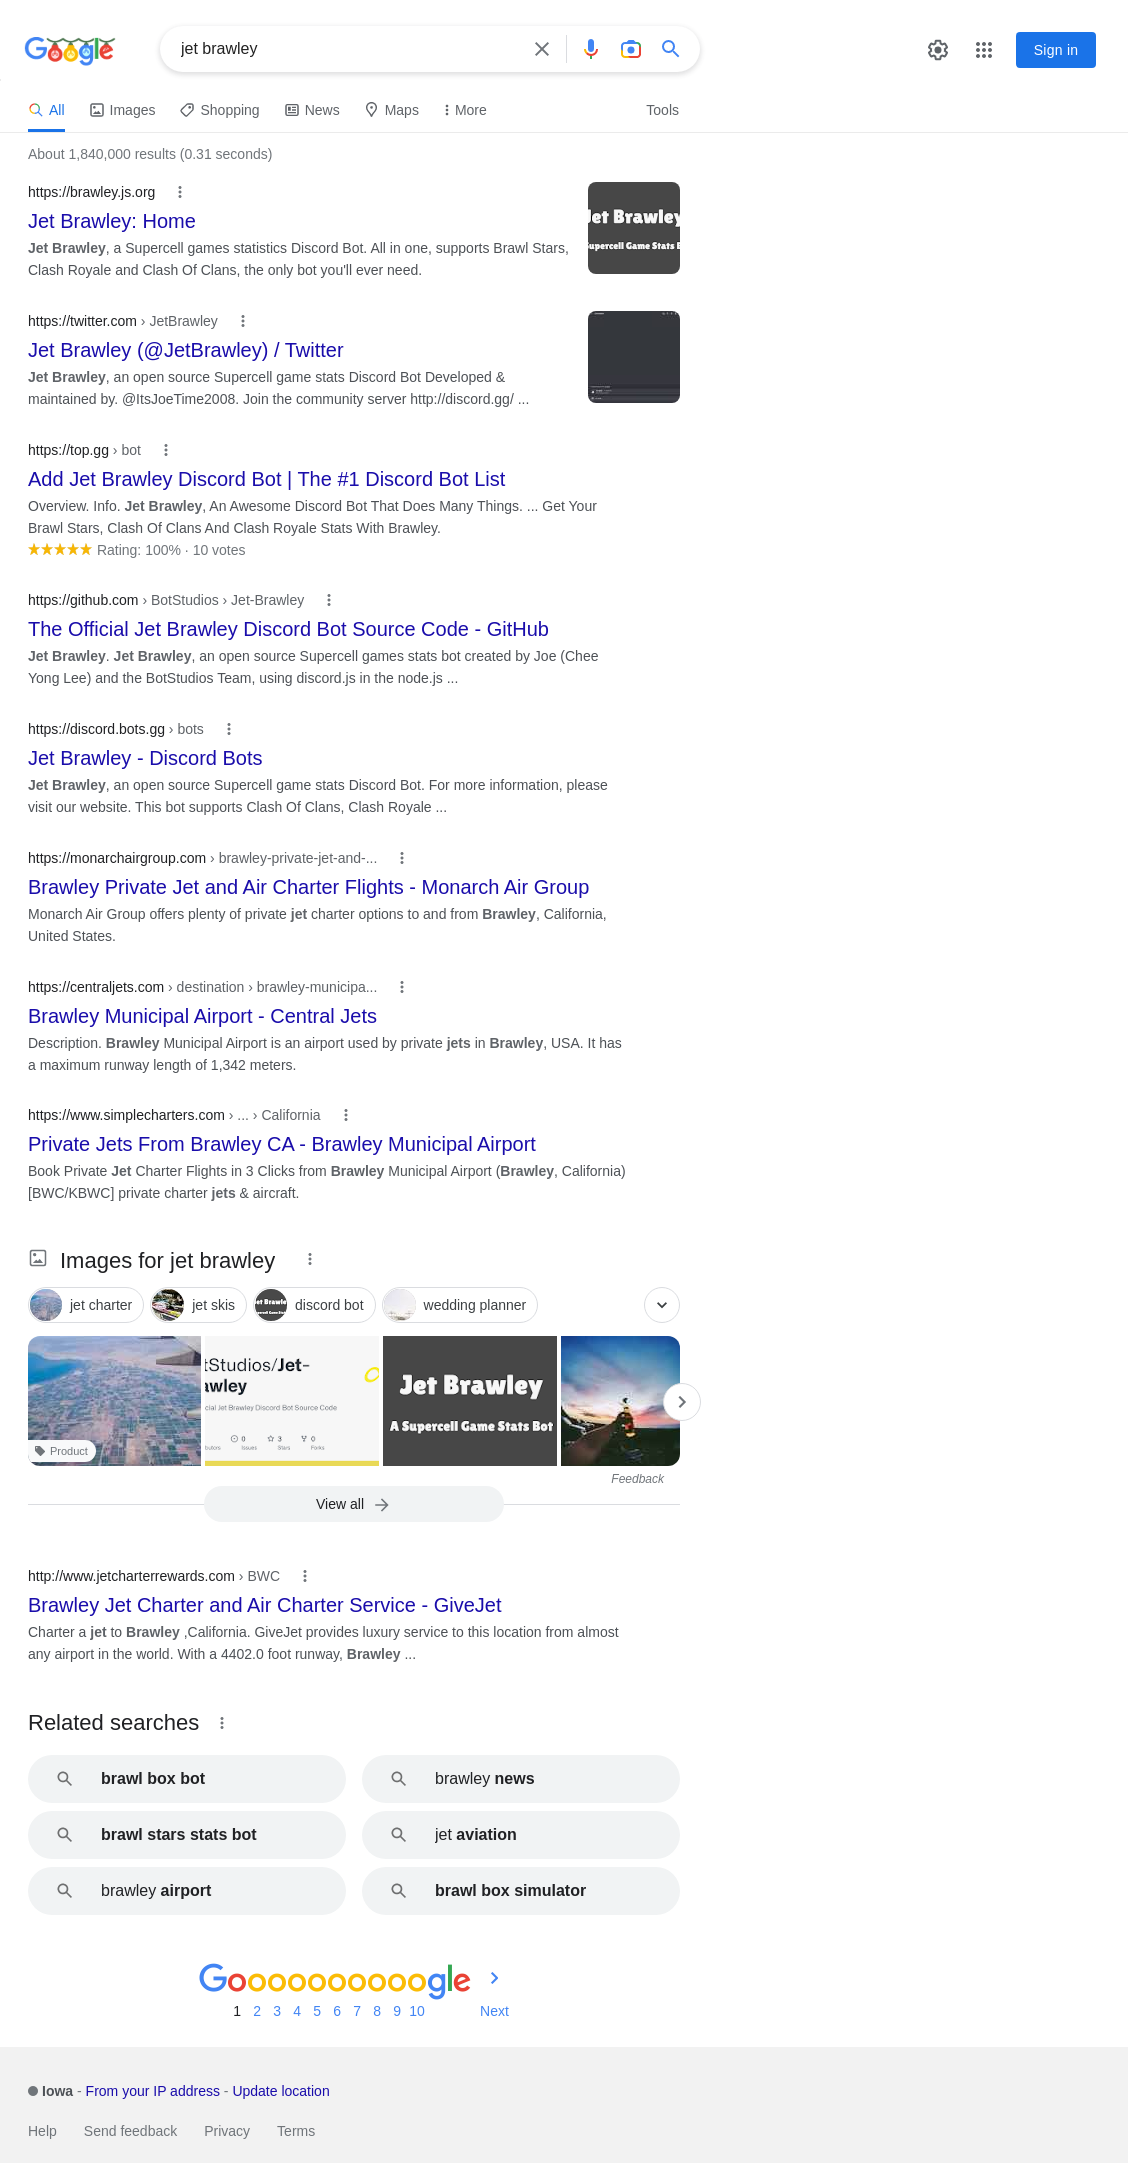 Google
jet brawley
Sign in
All
Images
Shopping
News
Maps
More
Tools
About 1,840,000 results (0.31 seconds)
https://brawley.js.org
Jet Brawley: Home
Jet Brawley, a Supercell games statistics Discord Bot. All in one, supports Brawl Stars,
Clash Royale and Clash Of Clans, the only bot you'll ever need.
Jet Brawley
Supercell Game Stats B
https://twitter.com › JetBrawley
Jet Brawley (@JetBrawley) / Twitter
Jet Brawley, an open source Supercell game stats Discord Bot Developed &
maintained by. @ItsJoeTime2008. Join the community server http://discord.gg/ ...
https://top.gg › bot
Add Jet Brawley Discord Bot | The #1 Discord Bot List
Overview. Info. Jet Brawley, An Awesome Discord Bot That Does Many Things. ... Get Your
Brawl Stars, Clash Of Clans And Clash Royale Stats With Brawley.
Rating: 100% · 10 votes
https://github.com › BotStudios › Jet-Brawley
The Official Jet Brawley Discord Bot Source Code - GitHub
Jet Brawley. Jet Brawley, an open source Supercell games stats bot created by Joe (Chee
Yong Lee) and the BotStudios Team, using discord.js in the node.js ...
https://discord.bots.gg › bots
Jet Brawley - Discord Bots
Jet Brawley, an open source Supercell game stats Discord Bot. For more information, please
visit our website. This bot supports Clash Of Clans, Clash Royale ...
https://monarchairgroup.com › brawley-private-jet-and-...
Brawley Private Jet and Air Charter Flights - Monarch Air Group
Monarch Air Group offers plenty of private jet charter options to and from Brawley, California,
United States.
https://centraljets.com › destination › brawley-municipa...
Brawley Municipal Airport - Central Jets
Description. Brawley Municipal Airport is an airport used by private jets in Brawley, USA. It has
a maximum runway length of 1,342 meters.
https://www.simplecharters.com › ... › California
Private Jets From Brawley CA - Brawley Municipal Airport
Book Private Jet Charter Flights in 3 Clicks from Brawley Municipal Airport (Brawley, California)
[BWC/KBWC] private charter jets & aircraft.
Images for jet brawley
jet charter
jet skis
discord bot
wedding planner
Product
tStudios/Jet-
awley
cial Jet Brawley Discord Bot Source Code
0
3
0
Issues
Stars
Forks
Jet Brawley
A Supercell Game Stats Bot
Feedback
View all
http://www.jetcharterrewards.com › BWC
Brawley Jet Charter and Air Charter Service - GiveJet
Charter a jet to Brawley ,California. GiveJet provides luxury service to this location from almost
any airport in the world. With a 4402.0 foot runway, Brawley ...
Related searches
brawl box bot
brawley news
brawl stars stats bot
jet aviation
brawley airport
brawl box simulator
Goooooooooogle
1 2 3 4 5 6 7 8 9 10 Next
Iowa - From your IP address - Update location
Help Send feedback Privacy Terms